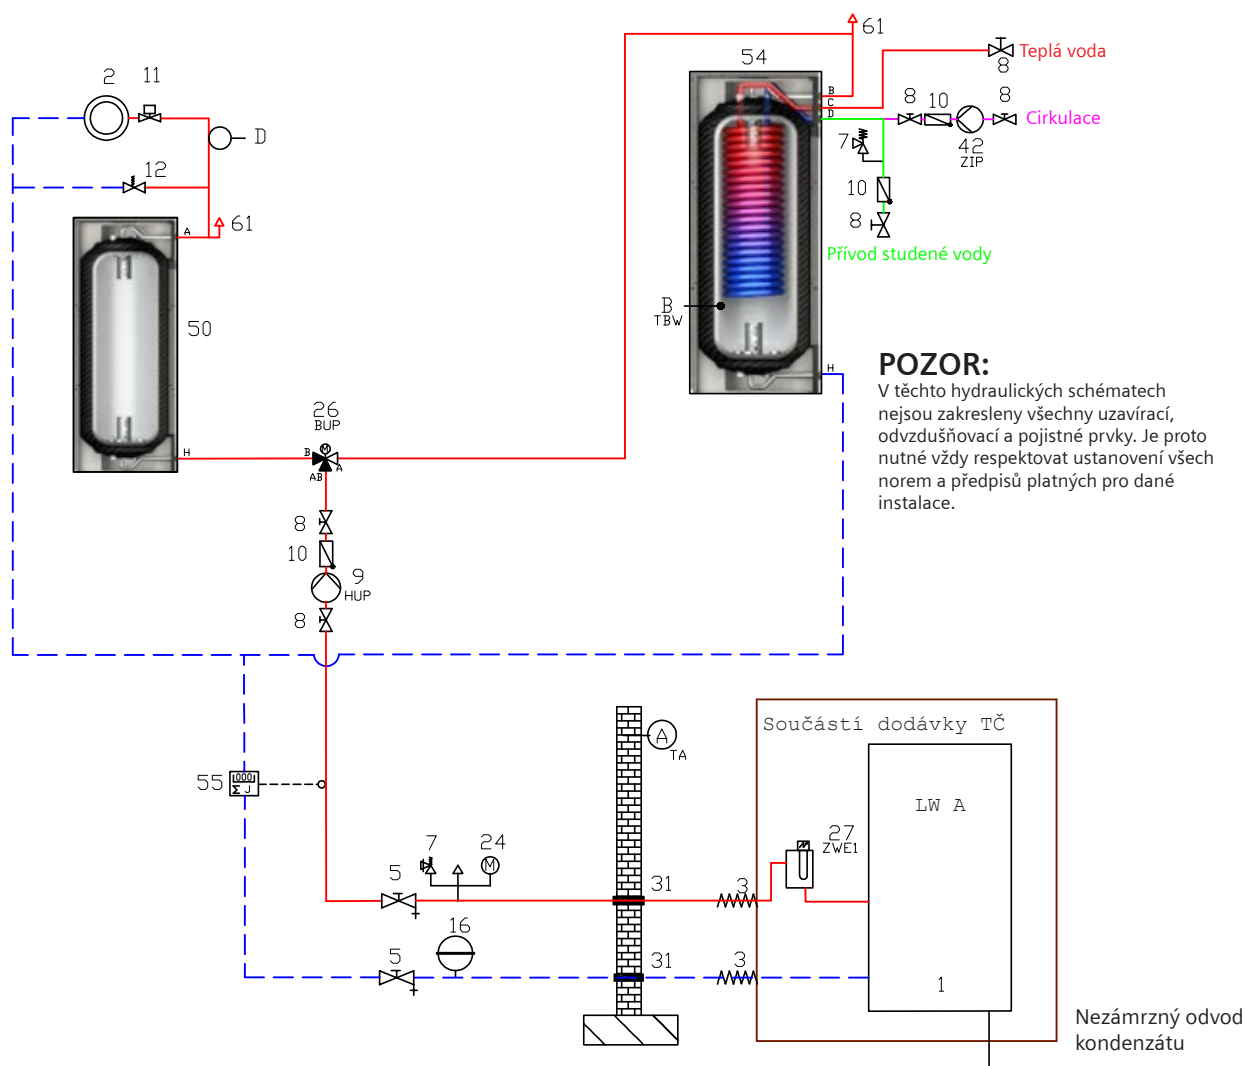 61
54
Teplá voda
8
2
11
B
C
D
8
10
8
Cirkulace
42
ZIP
D
7
12
10
61
8
A
Přívod studené vody
B
TBW
50
H
POZOR:
V těchto hydraulických schématech
nejsou zakresleny všechny uzavírací,
odvzdušňovací a pojistné prvky. Je proto
nutné vždy respektovat ustanovení všech
norem a předpisů platných pro dané
instalace.
26
BUP
M
H
B
A
AB
8
10
9
HUP
8
Součástí dodávky TČ
A
TA
55
000
Σ J
LW A
27
ZWE1
7
24
M
5
31
3
16
5
31
3
1
Nezámrzný odvod
kondenzátu